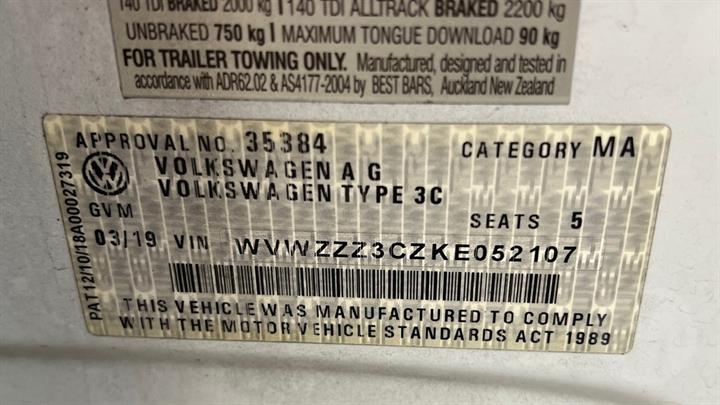 140 TDI BRAKED 2000 kg | 140 TDI ALLTRACK BRAKED 2200 kg
UNBRAKED 750 kg | MAXIMUM TONGUE DOWNLOAD 90 kg
FOR TRAILER TOWING ONLY. Manufactured, designed and tested in
accordance with ADR62.02 & AS4177-2004 by BEST BARS, Auckland New Zealand
APPROVAL NO. 35384 CATEGORY MA
VOLKSWAGEN A G
VOLKSWAGEN TYPE 3C
GVM SEATS 5
03/19 VIN WVWZZZ3CZKE052107
THIS VEHICLE WAS MANUFACTURED TO COMPLY
WITH THE MOTOR VEHICLE STANDARDS ACT 1989
PAT12/10/18A00027319